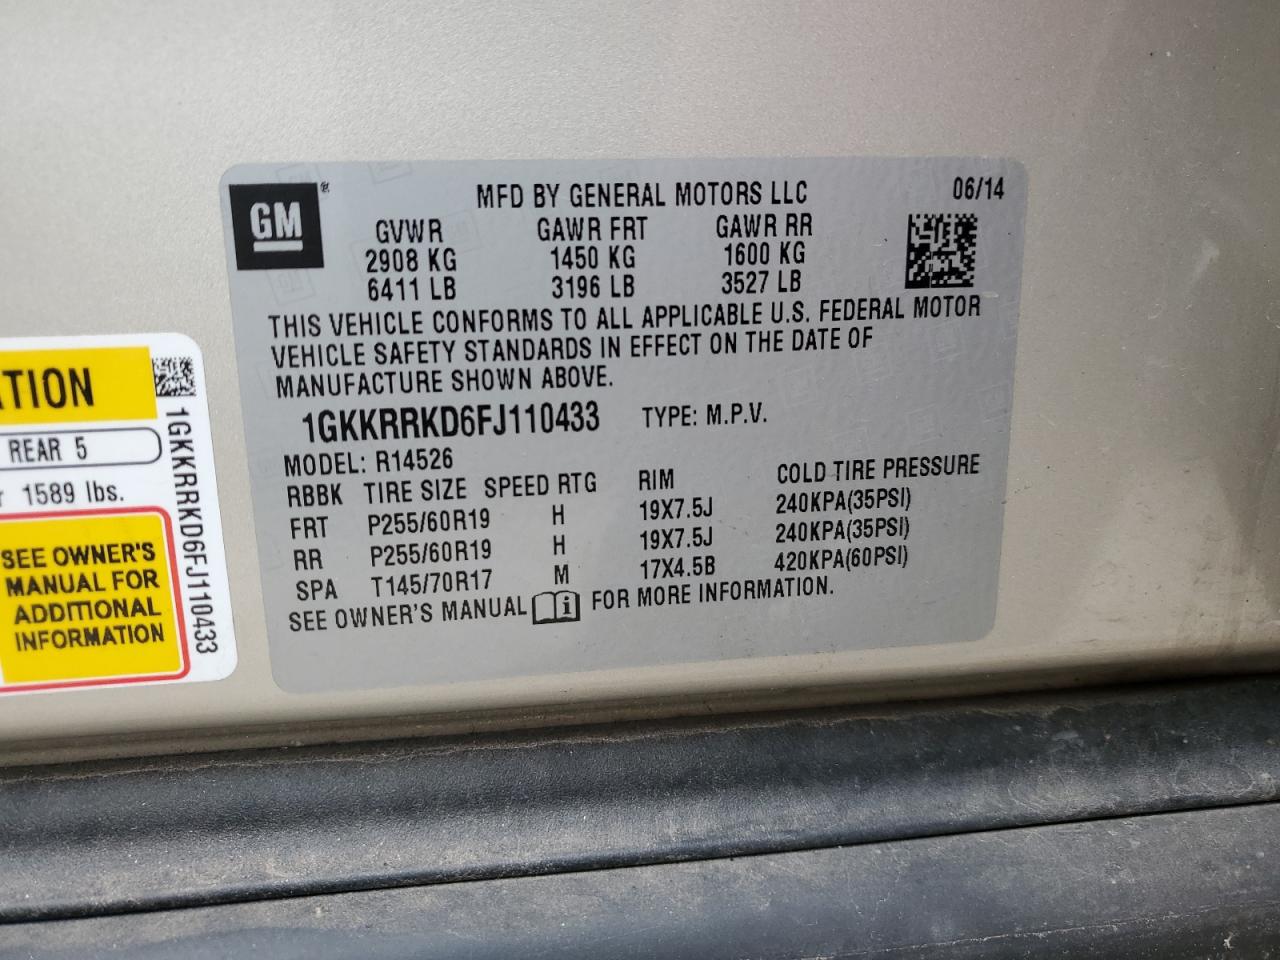 GM ®
MFD BY GENERAL MOTORS LLC 06/14
GVWR GAWR FRT GAWR RR
2908 KG 1450 KG 1600 KG
6411 LB 3196 LB 3527 LB
THIS VEHICLE CONFORMS TO ALL APPLICABLE U.S. FEDERAL MOTOR
VEHICLE SAFETY STANDARDS IN EFFECT ON THE DATE OF
MANUFACTURE SHOWN ABOVE.
1GKKRRKD6FJ110433 TYPE: M.P.V.
MODEL: R14526
RBBK TIRE SIZE SPEED RTG RIM COLD TIRE PRESSURE
FRT P255/60R19 H 19X7.5J 240KPA(35PSI)
RR P255/60R19 H 19X7.5J 240KPA(35PSI)
SPA T145/70R17 M 17X4.5B 420KPA(60PSI)
SEE OWNER'S MANUAL i FOR MORE INFORMATION.
ATION
REAR 5
1589 lbs.
SEE OWNER'S
MANUAL FOR
ADDITIONAL
INFORMATION
1GKKRRKD6FJ110433